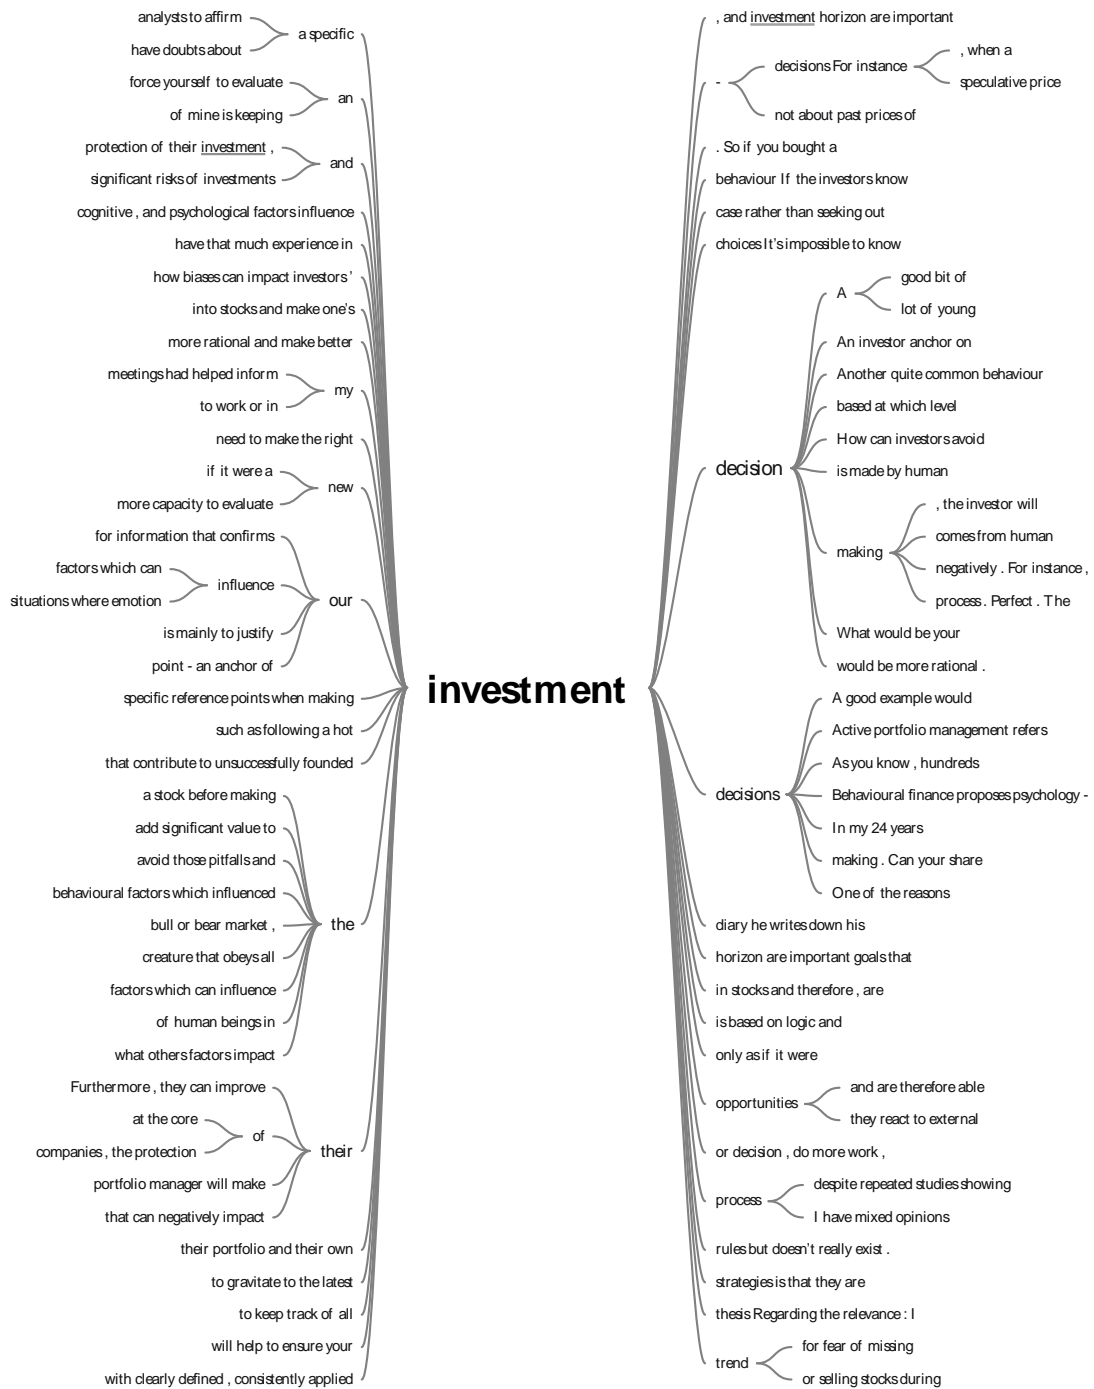 analysts to affirm
have doubts about
a specific
force yourself to evaluate
of mine is keeping
an
protection of their investment ,
significant risks of investments
and
cognitive , and psychological factors influence
have that much experience in
how biases can impact investors ’
into stocks and make one’s
more rational and make better
meetings had helped inform
to work or in
my
need to make the right
if it were a
more capacity to evaluate
new
for information that confirms
factors which can
situations where emotion
influence
is mainly to justify
point - an anchor of
our
specific reference points when making
such as following a hot
that contribute to unsuccessfully founded
a stock before making
add significant value to
avoid those pitfalls and
behavioural factors which influenced
bull or bear market ,
creature that obeys all
factors which can influence
of human beings in
what others factors impact
the
Furthermore , they can improve
at the core
companies , the protection
of
portfolio manager will make
that can negatively impact
their
their portfolio and their own
to gravitate to the latest
to keep track of all
will help to ensure your
with clearly defined , consistently applied
investment
, and investment horizon are important
-
decisions For instance
, when a
speculative price
not about past prices of
. So if you bought a
behaviour If the investors know
case rather than seeking out
choices It’s impossible to know
decision
A
good bit of
lot of young
An investor anchor on
Another quite common behaviour
based at which level
How can investors avoid
is made by human
making
, the investor will
comes from human
negatively . For instance ,
process . Perfect . The
What would be your
would be more rational .
decisions
A good example would
Active portfolio management refers
As you know , hundreds
Behavioural finance proposes psychology -
In my 24 years
making . Can your share
One of the reasons
diary he writes down his
horizon are important goals that
in stocks and therefore , are
is based on logic and
only as if it were
opportunities
and are therefore able
they react to external
or decision , do more work ,
process
despite repeated studies showing
I have mixed opinions
rules but doesn’t really exist .
strategies is that they are
thesis Regarding the relevance : I
trend
for fear of missing
or selling stocks during